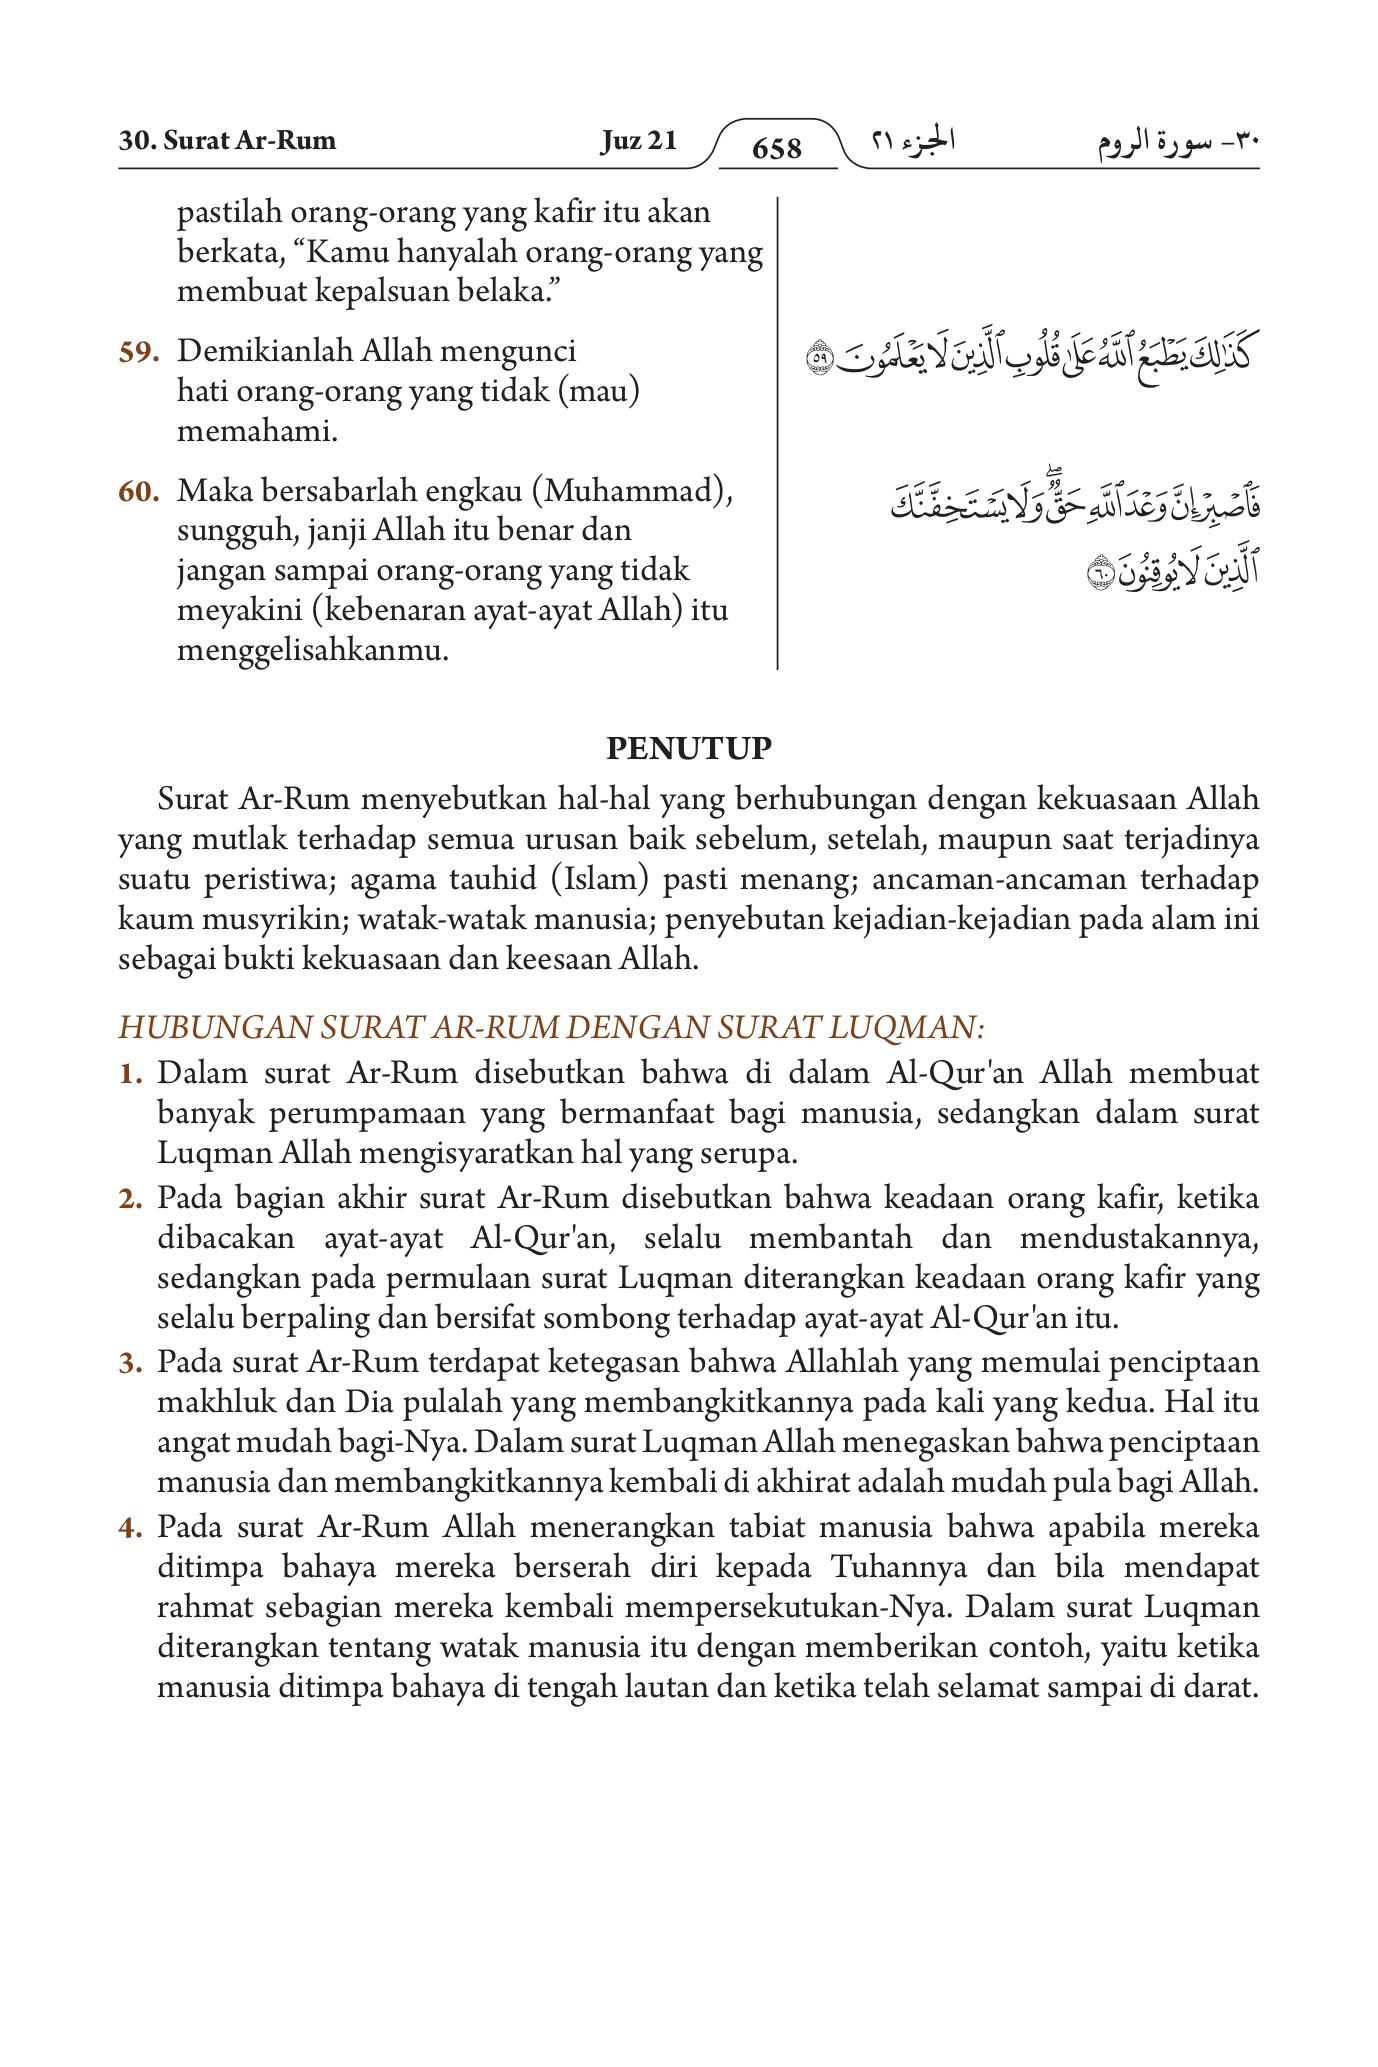 30. Surat Ar-Rum Juz 21 658 الجزء ٢١ ٣٠- سورة الروم
pastilah orang-orang yang kafir itu akan
berkata, “Kamu hanyalah orang-orang yang
membuat kepalsuan belaka.”
59. Demikianlah Allah mengunci
hati orang-orang yang tidak (mau)
memahami.
كَذَٰلِكَ يَطْبَعُ ٱللَّهُ عَلَىٰ قُلُوبِ ٱلَّذِينَ لَا يَعْلَمُونَ ٥٩
60. Maka bersabarlah engkau (Muhammad),
sungguh, janji Allah itu benar dan
jangan sampai orang-orang yang tidak
meyakini (kebenaran ayat-ayat Allah) itu
menggelisahkanmu.
فَٱصْبِرْ إِنَّ وَعْدَ ٱللَّهِ حَقٌّ ۖ وَلَا يَسْتَخِفَّنَّكَ
ٱلَّذِينَ لَا يُوقِنُونَ ٦٠
PENUTUP
Surat Ar-Rum menyebutkan hal-hal yang berhubungan dengan kekuasaan Allah
yang mutlak terhadap semua urusan baik sebelum, setelah, maupun saat terjadinya
suatu peristiwa; agama tauhid (Islam) pasti menang; ancaman-ancaman terhadap
kaum musyrikin; watak-watak manusia; penyebutan kejadian-kejadian pada alam ini
sebagai bukti kekuasaan dan keesaan Allah.
HUBUNGAN SURAT AR-RUM DENGAN SURAT LUQMAN:
1. Dalam surat Ar-Rum disebutkan bahwa di dalam Al-Qur'an Allah membuat
banyak perumpamaan yang bermanfaat bagi manusia, sedangkan dalam surat
Luqman Allah mengisyaratkan hal yang serupa.
2. Pada bagian akhir surat Ar-Rum disebutkan bahwa keadaan orang kafir, ketika
dibacakan ayat-ayat Al-Qur'an, selalu membantah dan mendustakannya,
sedangkan pada permulaan surat Luqman diterangkan keadaan orang kafir yang
selalu berpaling dan bersifat sombong terhadap ayat-ayat Al-Qur'an itu.
3. Pada surat Ar-Rum terdapat ketegasan bahwa Allahlah yang memulai penciptaan
makhluk dan Dia pulalah yang membangkitkannya pada kali yang kedua. Hal itu
angat mudah bagi-Nya. Dalam surat Luqman Allah menegaskan bahwa penciptaan
manusia dan membangkitkannya kembali di akhirat adalah mudah pula bagi Allah.
4. Pada surat Ar-Rum Allah menerangkan tabiat manusia bahwa apabila mereka
ditimpa bahaya mereka berserah diri kepada Tuhannya dan bila mendapat
rahmat sebagian mereka kembali mempersekutukan-Nya. Dalam surat Luqman
diterangkan tentang watak manusia itu dengan memberikan contoh, yaitu ketika
manusia ditimpa bahaya di tengah lautan dan ketika telah selamat sampai di darat.